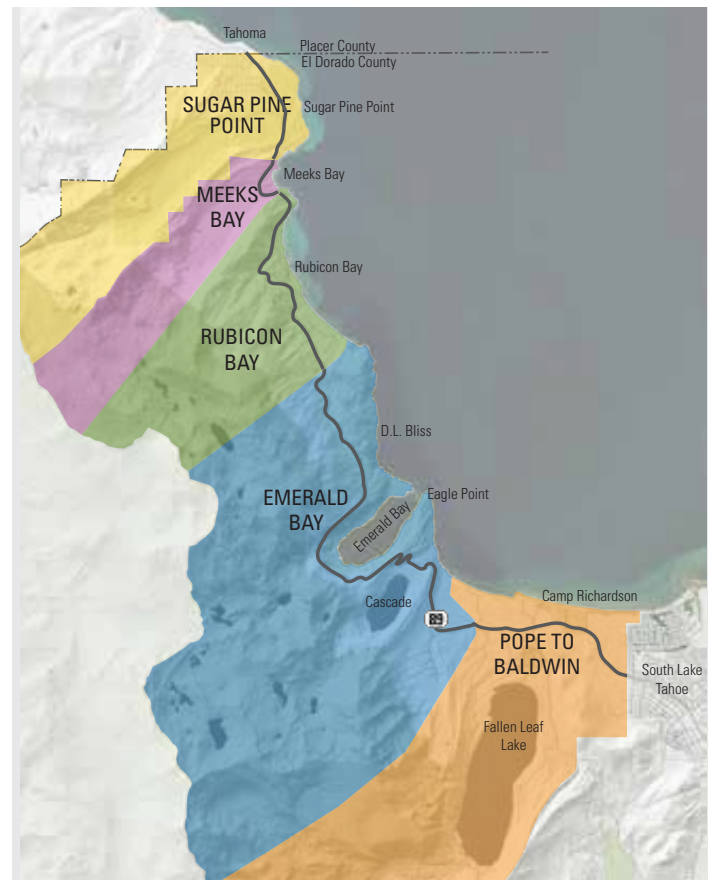 Tahoma
Placer County
El Dorado County
SUGAR PINE
POINT
Sugar Pine Point
Meeks Bay
MEEKS
BAY
Rubicon Bay
RUBICON
BAY
D.L. Bliss
EMERALD
BAY
Eagle Point
Emerald Bay
Cascade
Camp Richardson
89
POPE TO
BALDWIN
South Lake
Tahoe
Fallen Leaf
Lake